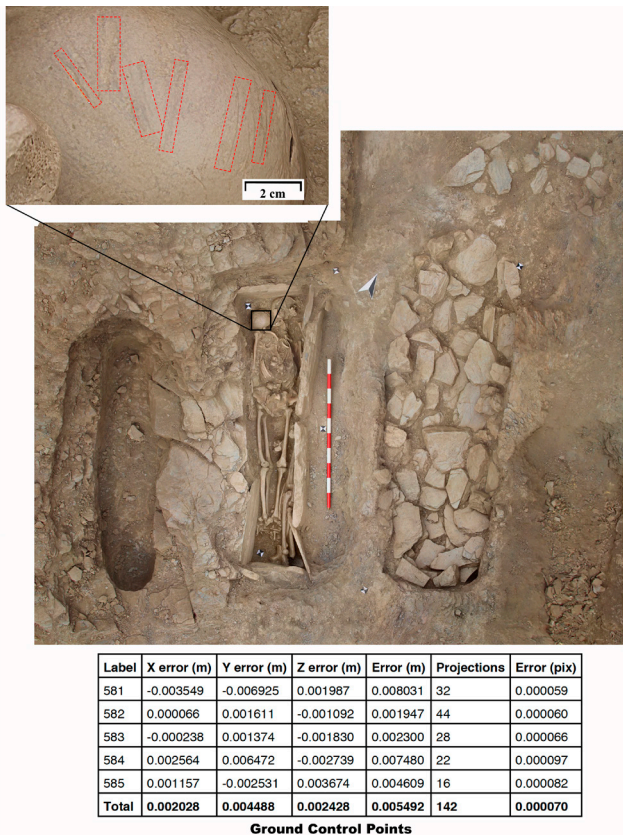 2 cm
Label X error (m) Y error (m) Z error (m) Error (m) Projections Error (pix)
581 -0.003549 -0.006925 0.001987 0.008031 32 0.000059
582 0.000066 0.001611 -0.001092 0.001947 44 0.000060
583 -0.000238 0.001374 -0.001830 0.002300 28 0.000066
584 0.002564 0.006472 -0.002739 0.007480 22 0.000097
585 0.001157 -0.002531 0.003674 0.004609 16 0.000082
Total 0.002028 0.004488 0.002428 0.005492 142 0.000070
Ground Control Points